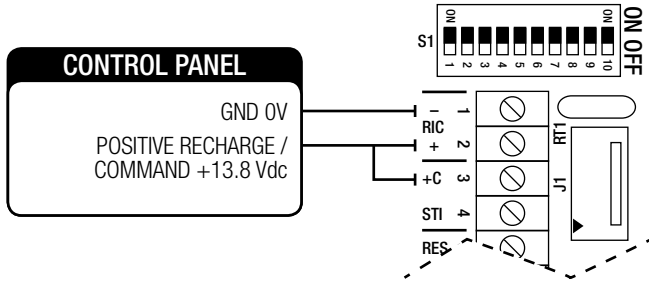 ON ON
ON OFF
S1
1 2 3 4 5 6 7 8 9 10
CONTROL PANEL
GND 0V
POSITIVE RECHARGE /
COMMAND +13.8 Vdc
– 1
RIC
+ 2
+C 3
STI 4
RES
RT1
J1